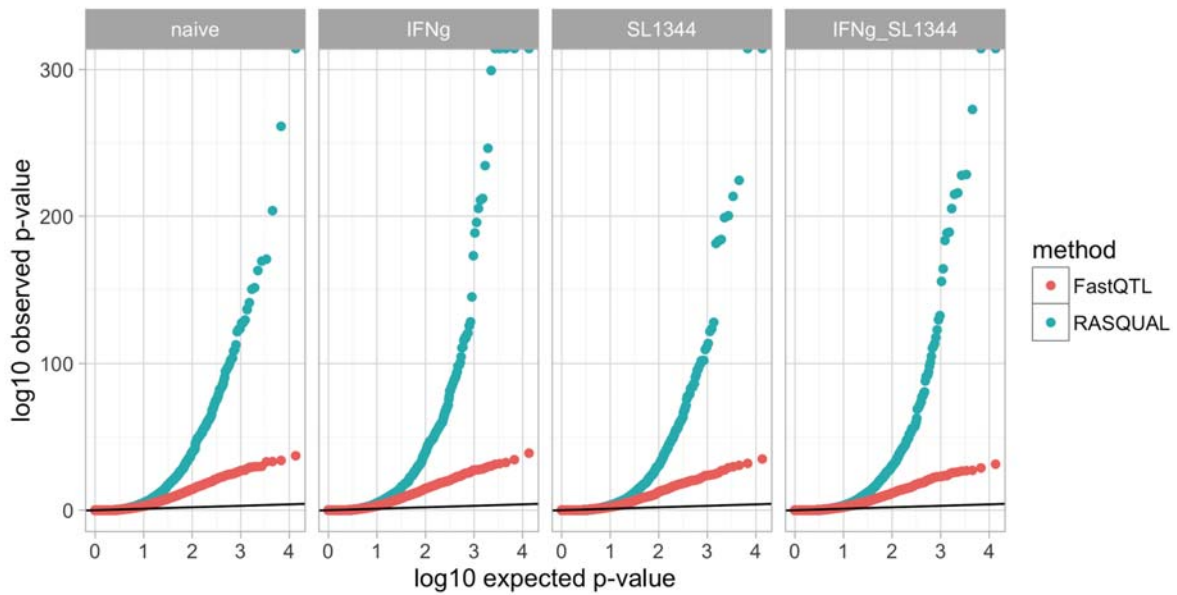 naive IFNg SL1344 IFNg_SL1344
300
200
100
0
log10 observed p-value
0 1 2 3 4 0 1 2 3 4 0 1 2 3 4 0 1 2 3 4
log10 expected p-value
method
FastQTL
RASQUAL